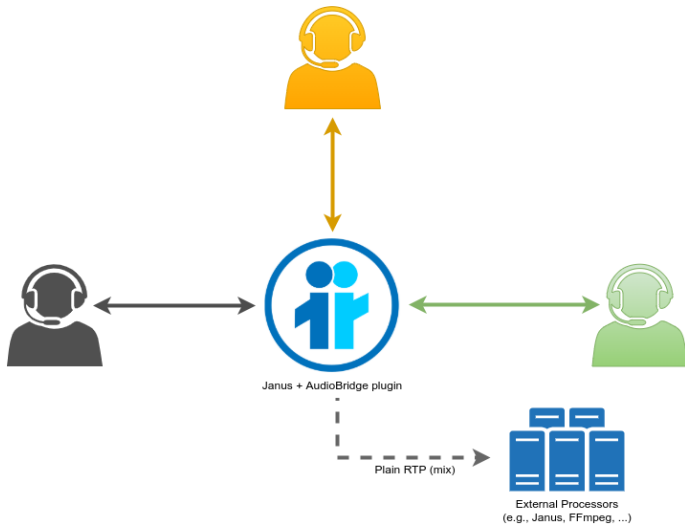 Janus + AudioBridge plugin
Plain RTP (mix)
External Processors
(e.g., Janus, FFmpeg, ...)